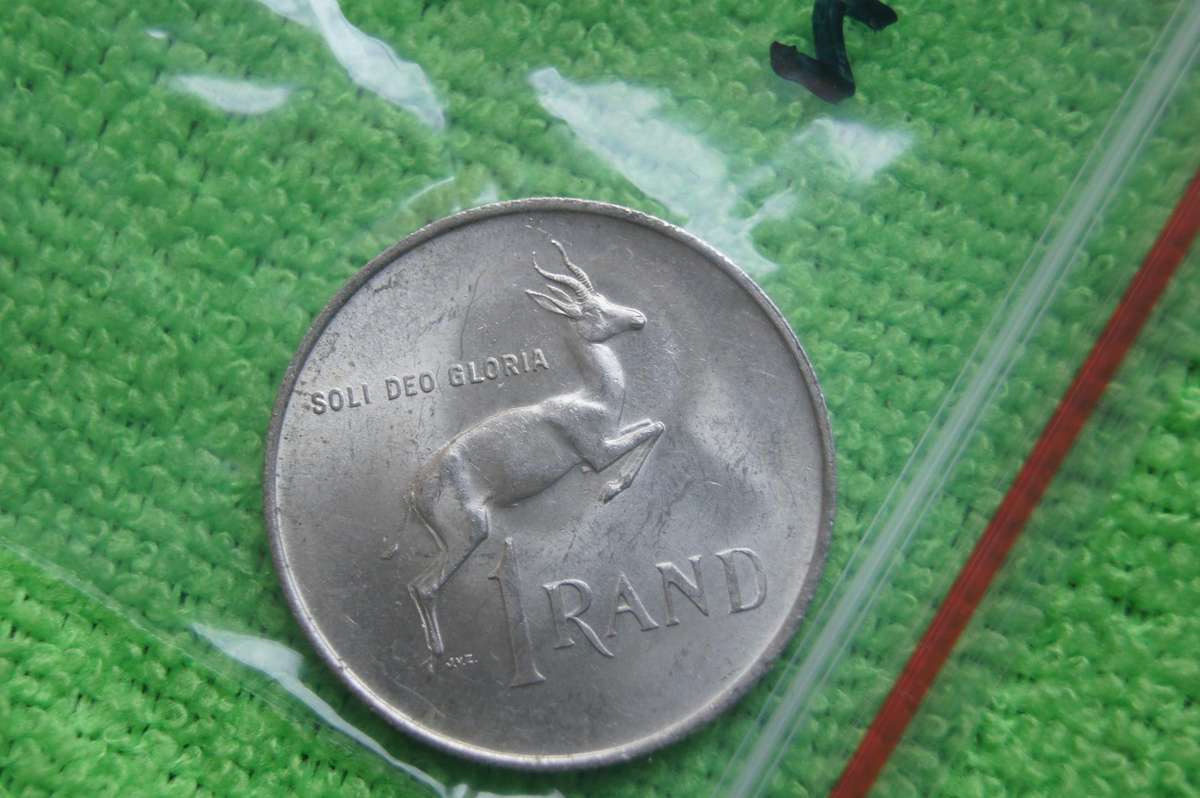 SOLI DEO GLORIA
1 RAND
J.V.Z.